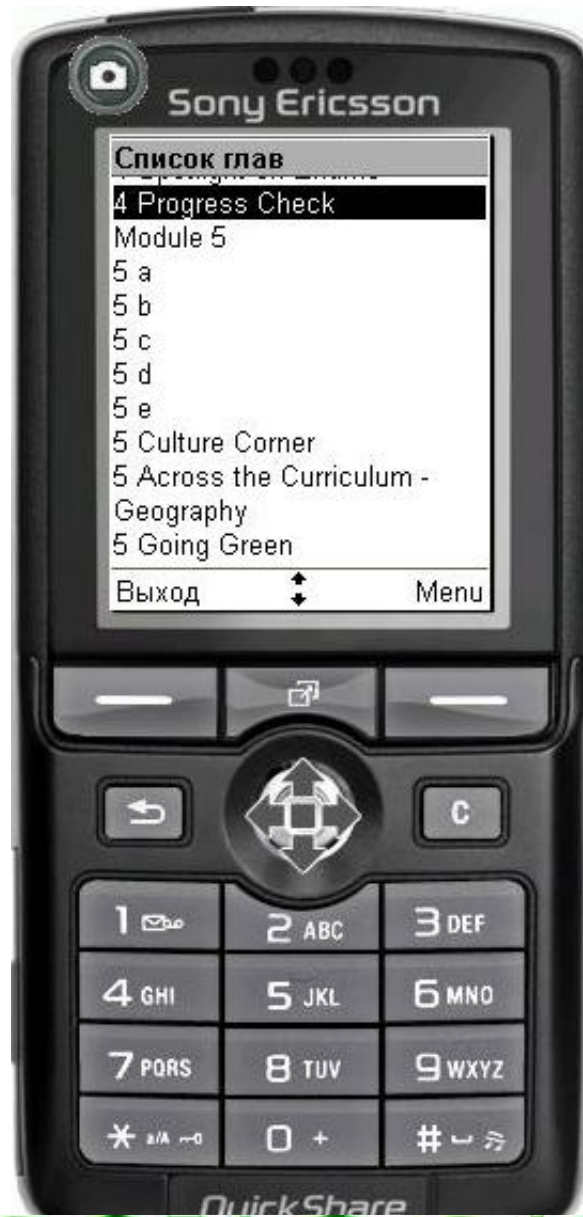 Sony Ericsson
Список глав
4 Progress Check
Module 5
5 a
5 b
5 c
5 d
5 e
5 Culture Corner
5 Across the Curriculum -
Geography
5 Going Green
Выход Menu
C
1 2 ABC 3 DEF
4 GHI 5 JKL 6 MNO
7 PQRS 8 TUV 9 WXYZ
* a/A 0 + #
QuickShare